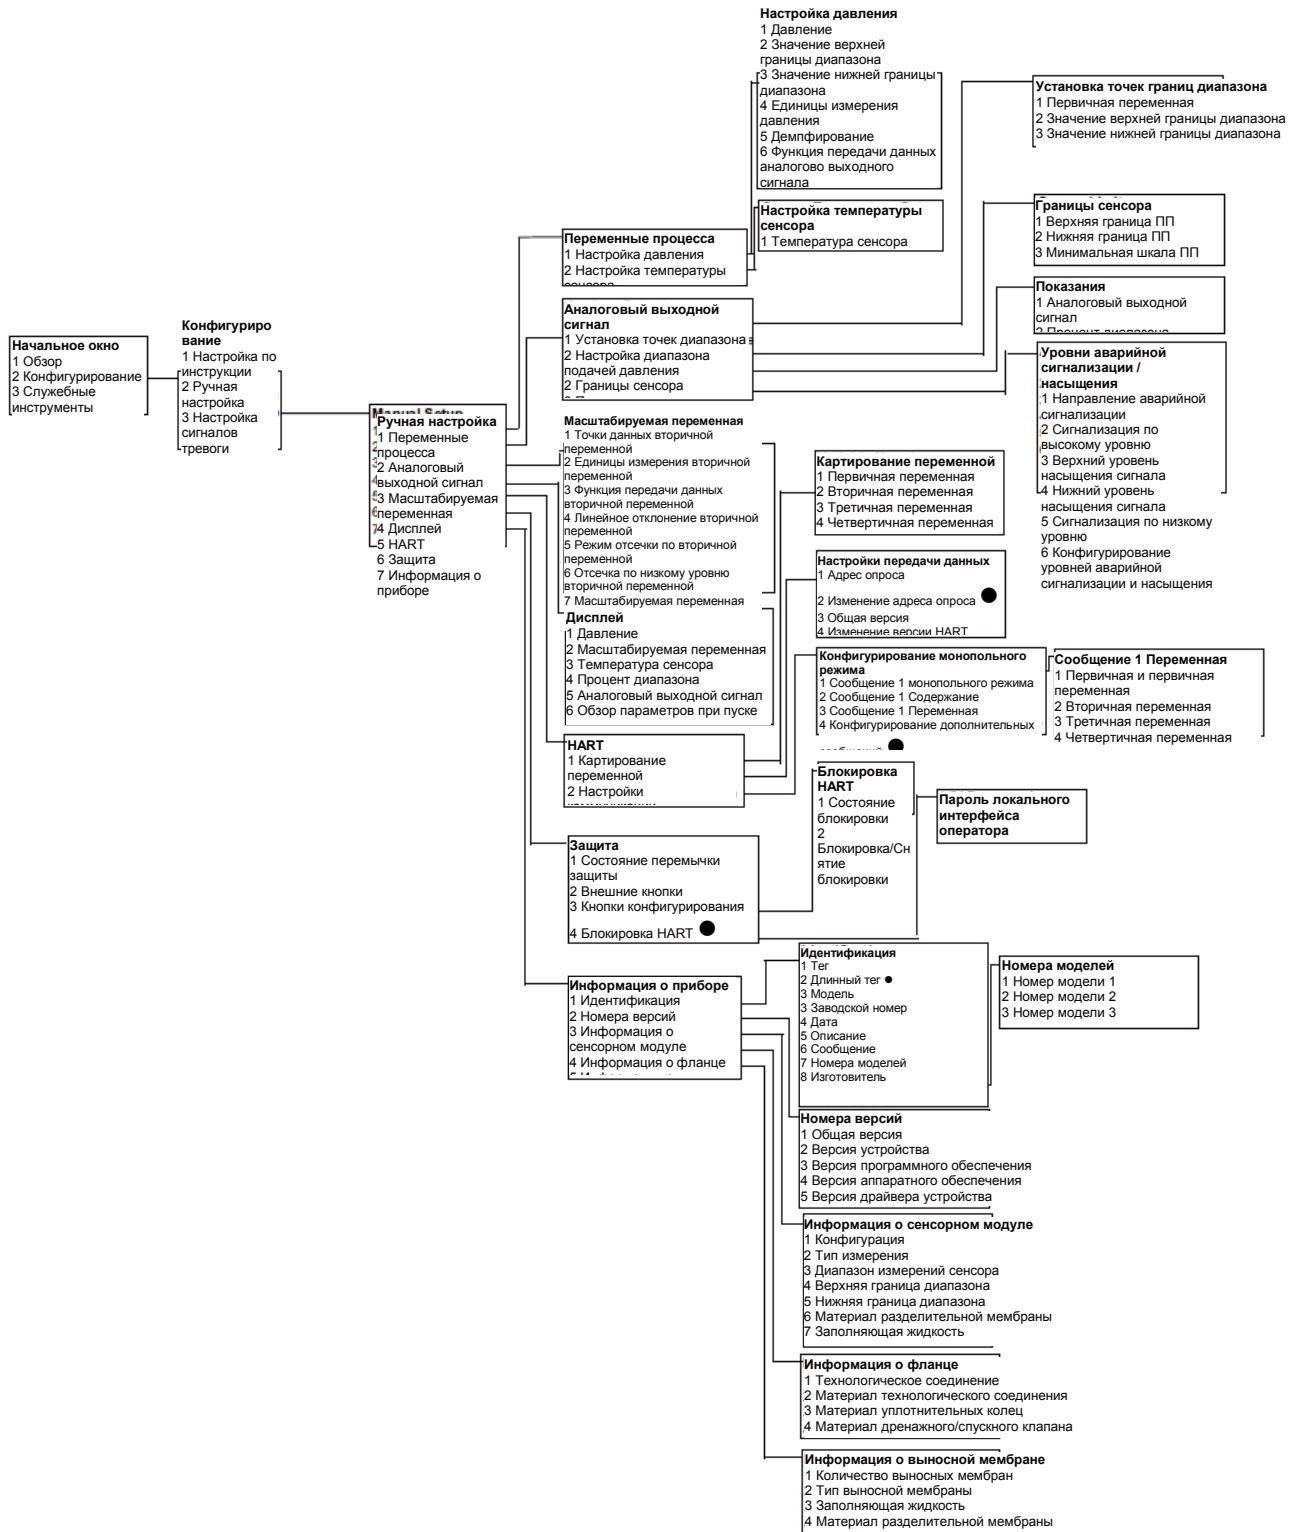 Начальное окно
1 Обзор
2 Конфигурирование
3 Служебные
инструменты
Конфигуриро
вание
1 Настройка по
инструкции
2 Ручная
настройка
3 Настройка
сигналов
тревоги
Manual Setup
Ручная настройка
1 Переменные
процесса
2 Аналоговый
выходной сигнал
3 Масштабируемая
переменная
4 Дисплей
5 HART
6 Защита
7 Информация о
приборе
Переменные процесса
1 Настройка давления
2 Настройка температуры
сенсора
Настройка давления
1 Давление
2 Значение верхней
границы диапазона
3 Значение нижней границы
диапазона
4 Единицы измерения
давления
5 Демпфирование
6 Функция передачи данных
аналогово выходного
сигнала
Настройка температуры
сенсора
1 Температура сенсора
Аналоговый выходной
сигнал
1 Установка точек диапазона
2 Настройка диапазона
подачей давления
2 Границы сенсора
Установка точек границ диапазона
1 Первичная переменная
2 Значение верхней границы диапазона
3 Значение нижней границы диапазона
Границы сенсора
1 Верхняя граница ПП
2 Нижняя граница ПП
3 Минимальная шкала ПП
Показания
1 Аналоговый выходной
сигнал
2 Процент диапазона
Уровни аварийной
сигнализации /
насыщения
1 Направление аварийной
сигнализации
2 Сигнализация по
высокому уровню
3 Верхний уровень
насыщения сигнала
4 Нижний уровень
насыщения сигнала
5 Сигнализация по низкому
уровню
6 Конфигурирование
уровней аварийной
сигнализации и насыщения
Масштабируемая переменная
1 Точки данных вторичной
переменной
2 Единицы измерения вторичной
переменной
3 Функция передачи данных
вторичной переменной
4 Линейное отклонение вторичной
переменной
5 Режим отсечки по вторичной
переменной
6 Отсечка по низкому уровню
вторичной переменной
7 Масштабируемая переменная
Дисплей
1 Давление
2 Масштабируемая переменная
3 Температура сенсора
4 Процент диапазона
5 Аналоговый выходной сигнал
6 Обзор параметров при пуске
HART
1 Картирование
переменной
2 Настройки
коммуникации
Картирование переменной
1 Первичная переменная
2 Вторичная переменная
3 Третичная переменная
4 Четвертичная переменная
Настройки передачи данных
1 Адрес опроса
2 Изменение адреса опроса ●
3 Общая версия
4 Изменение версии HART
Конфигурирование монопольного
режима
1 Сообщение 1 монопольного режима
2 Сообщение 1 Содержание
3 Сообщение 1 Переменная
4 Конфигурирование дополнительных
сообщений ●
Сообщение 1 Переменная
1 Первичная и первичная
переменная
2 Вторичная переменная
3 Третичная переменная
4 Четвертичная переменная
Защита
1 Состояние перемычки
защиты
2 Внешние кнопки
3 Кнопки конфигурирования
4 Блокировка HART ●
Блокировка
HART
1 Состояние
блокировки
2
Блокировка/Сн
ятие
блокировки
Пароль локального
интерфейса
оператора
Информация о приборе
1 Идентификация
2 Номера версий
3 Информация о
сенсорном модуле
4 Информация о фланце
Идентификация
1 Тег
2 Длинный тег ●
3 Модель
3 Заводской номер
4 Дата
5 Описание
6 Сообщение
7 Номера моделей
8 Изготовитель
Номера моделей
1 Номер модели 1
2 Номер модели 2
3 Номер модели 3
Номера версий
1 Общая версия
2 Версия устройства
3 Версия программного обеспечения
4 Версия аппаратного обеспечения
5 Версия драйвера устройства
Информация о сенсорном модуле
1 Конфигурация
2 Тип измерения
3 Диапазон измерений сенсора
4 Верхняя граница диапазона
5 Нижняя граница диапазона
6 Материал разделительной мембраны
7 Заполняющая жидкость
Информация о фланце
1 Технологическое соединение
2 Материал технологического соединения
3 Материал уплотнительных колец
4 Материал дренажного/спускного клапана
Информация о выносной мембране
1 Количество выносных мембран
2 Тип выносной мембраны
3 Заполняющая жидкость
4 Материал разделительной мембраны